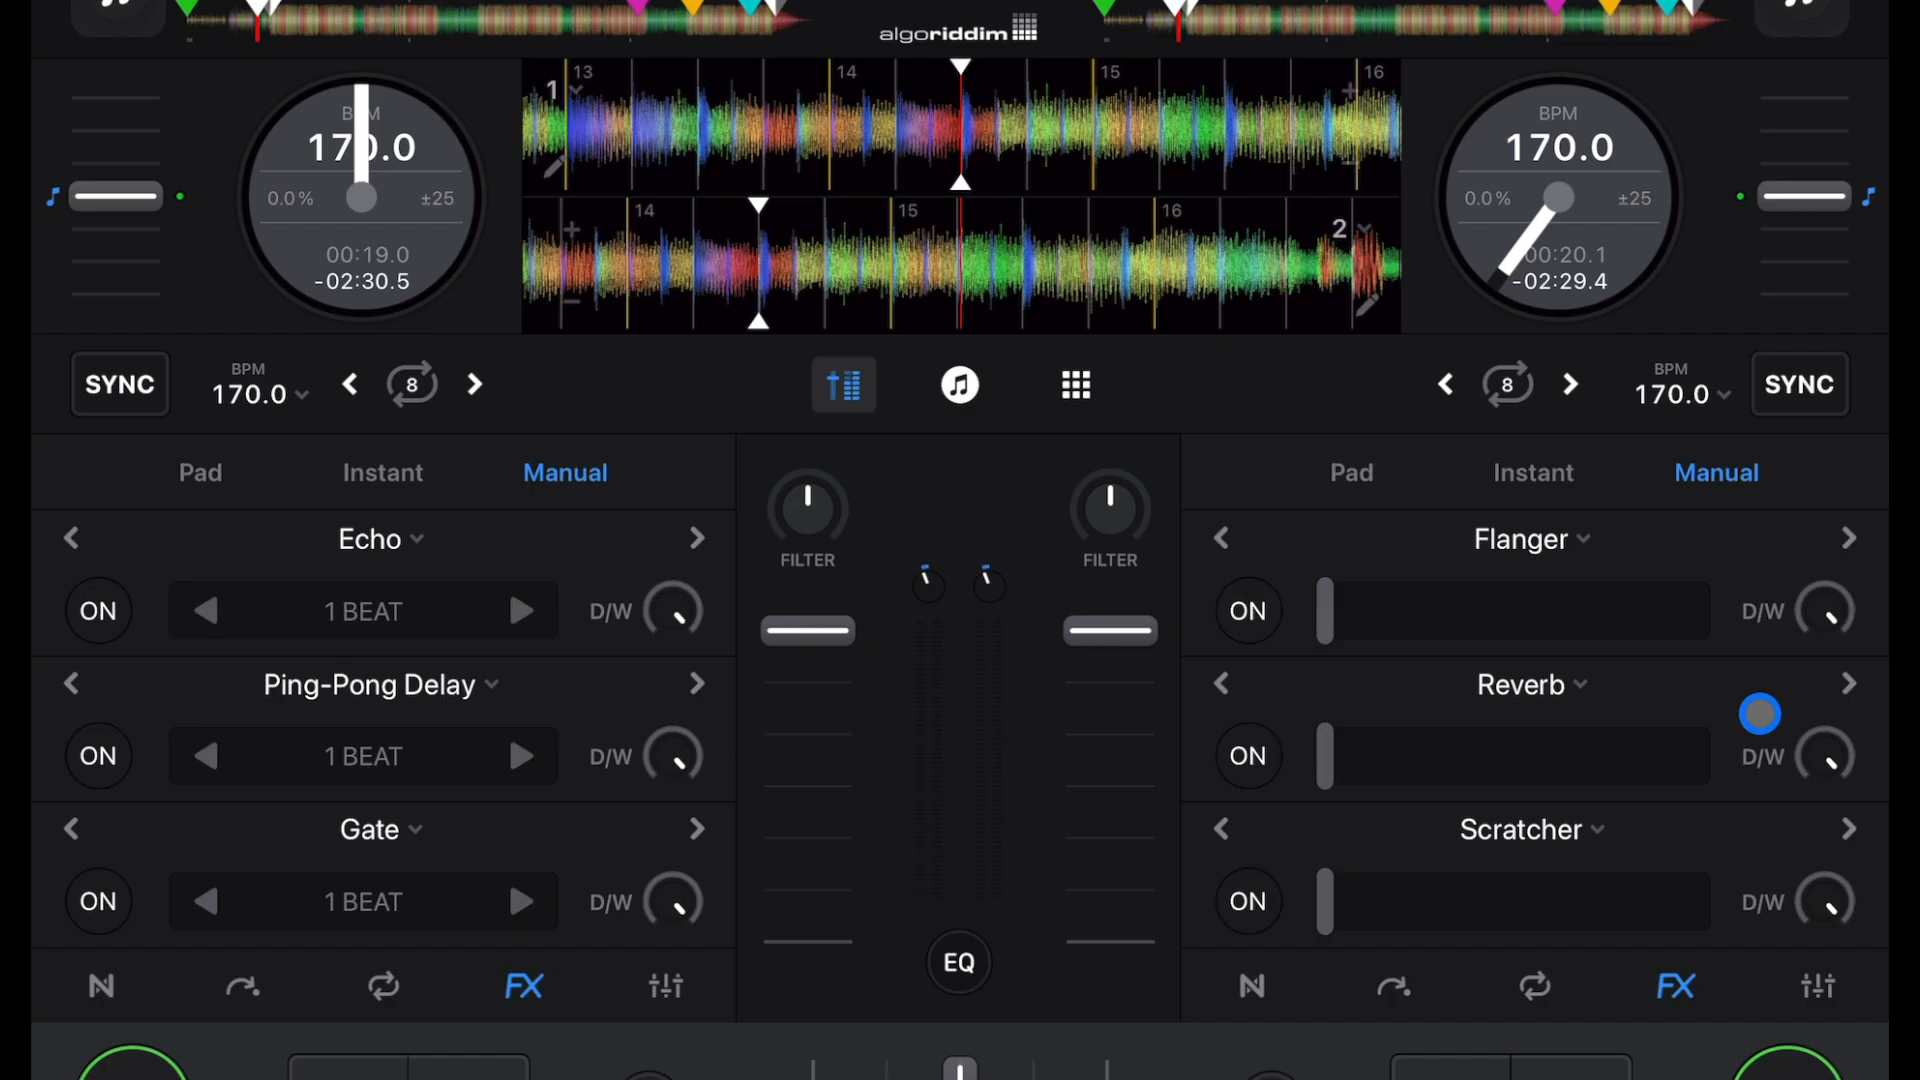 algoriddim
13 14 15 16
1
BPM
170.0
0.0% ±25
00:19.0
-02:30.5
14 15 16
2
BPM
170.0
0.0% ±25
00:20.1
-02:29.4
SYNC
BPM
170.0
8
8
BPM
170.0
SYNC
Pad Instant Manual
Echo
ON 1 BEAT D/W
Ping-Pong Delay
ON 1 BEAT D/W
Gate
ON 1 BEAT D/W
FX
FILTER FILTER
EQ
Pad Instant Manual
Flanger
ON D/W
Reverb
ON D/W
Scratcher
ON D/W
FX